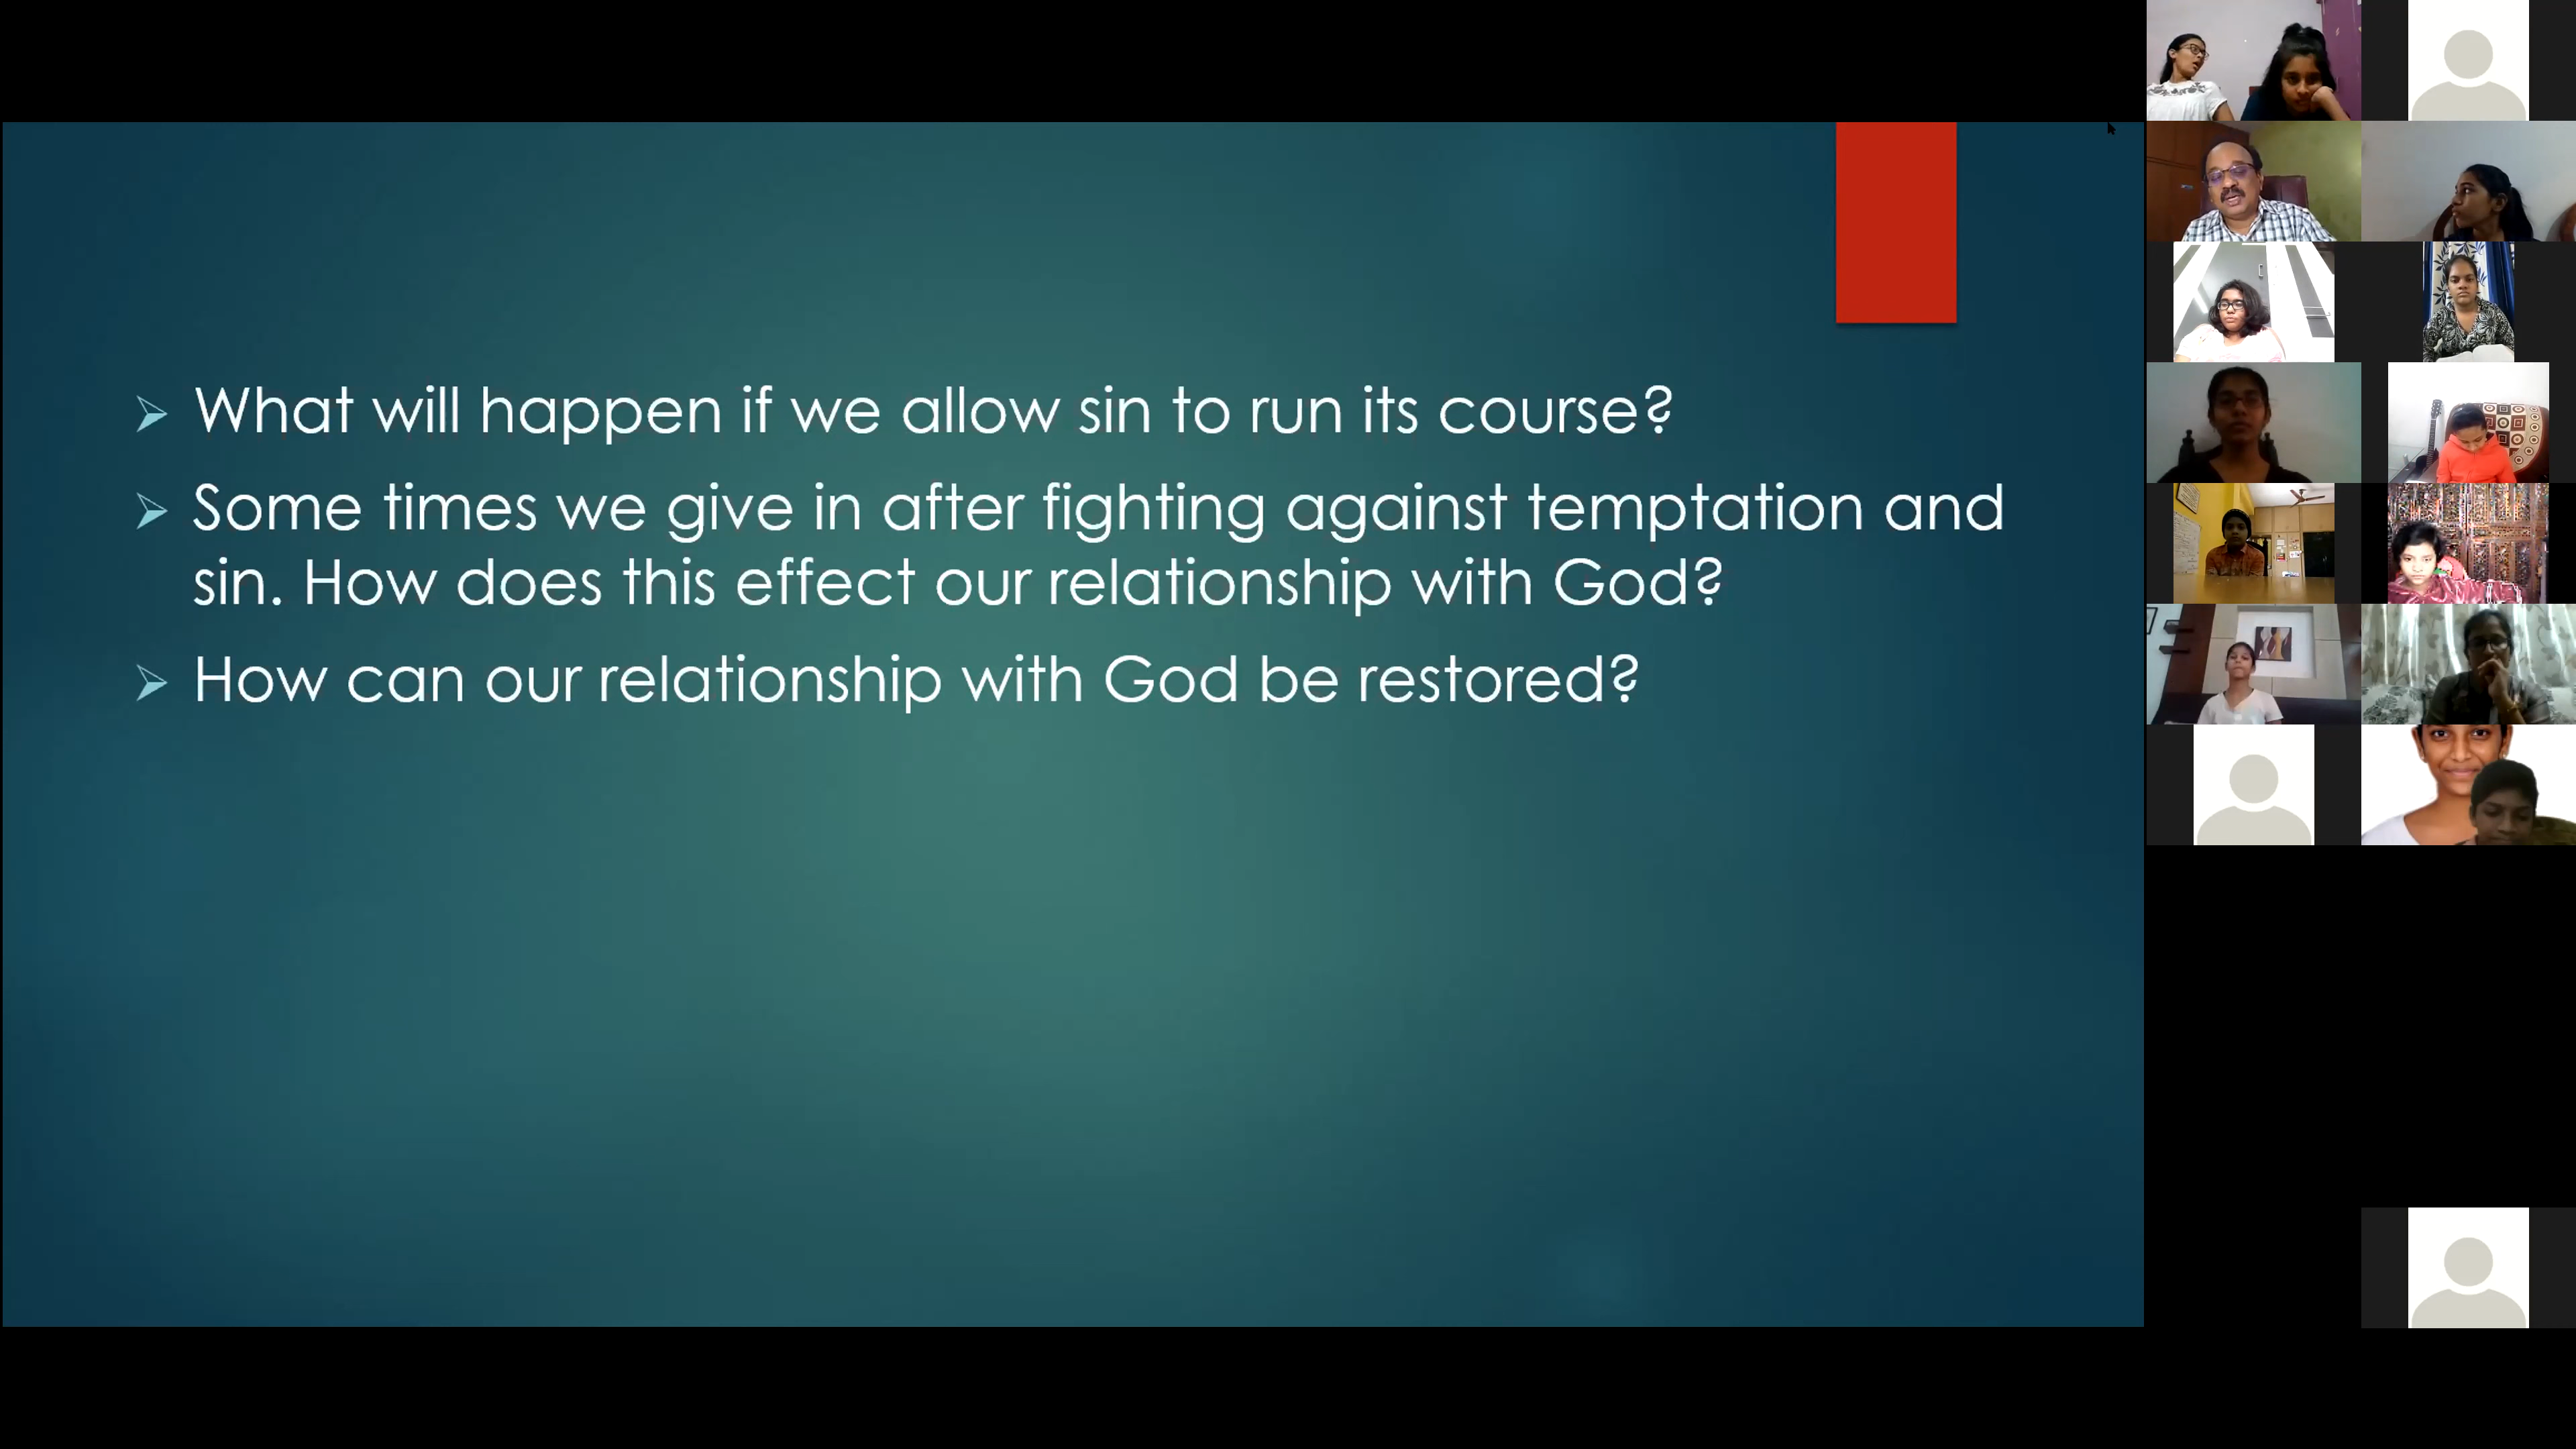 What will happen if we allow sin to run its course?
Some times we give in after fighting against temptation and
sin. How does this effect our relationship with God?
How can our relationship with God be restored?